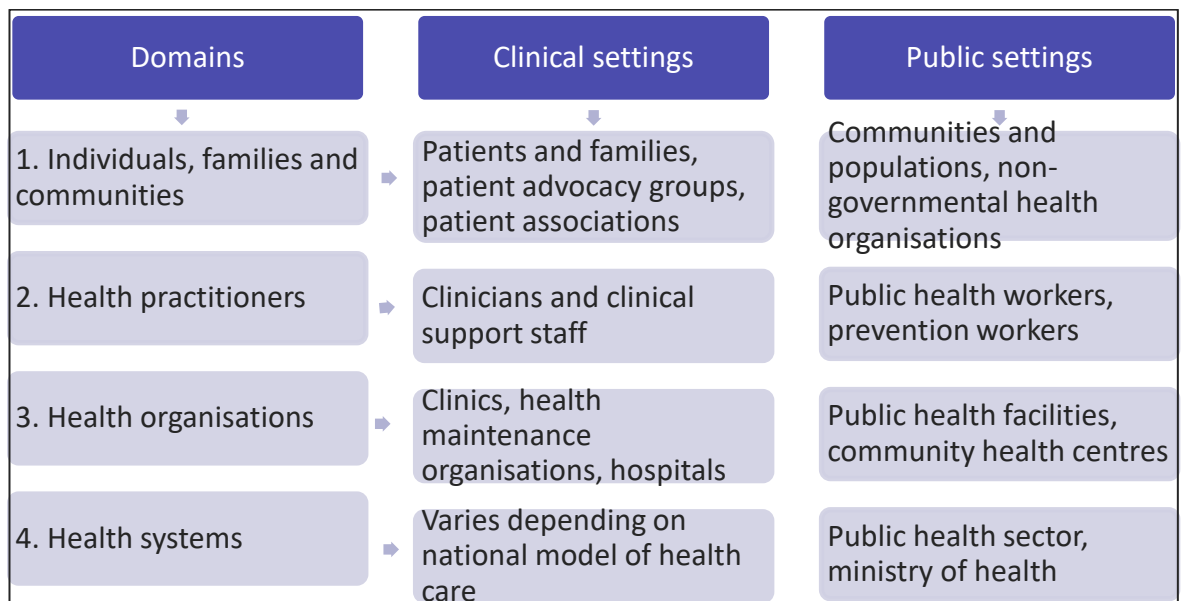 Domains
Clinical settings
Public settings
1. Individuals, families and
communities
Patients and families,
patient advocacy groups,
patient associations
Communities and
populations, non-
governmental health
organisations
2. Health practitioners
Clinicians and clinical
support staff
Public health workers,
prevention workers
3. Health organisations
Clinics, health
maintenance
organisations, hospitals
Public health facilities,
community health centres
4. Health systems
Varies depending on
national model of health
care
Public health sector,
ministry of health